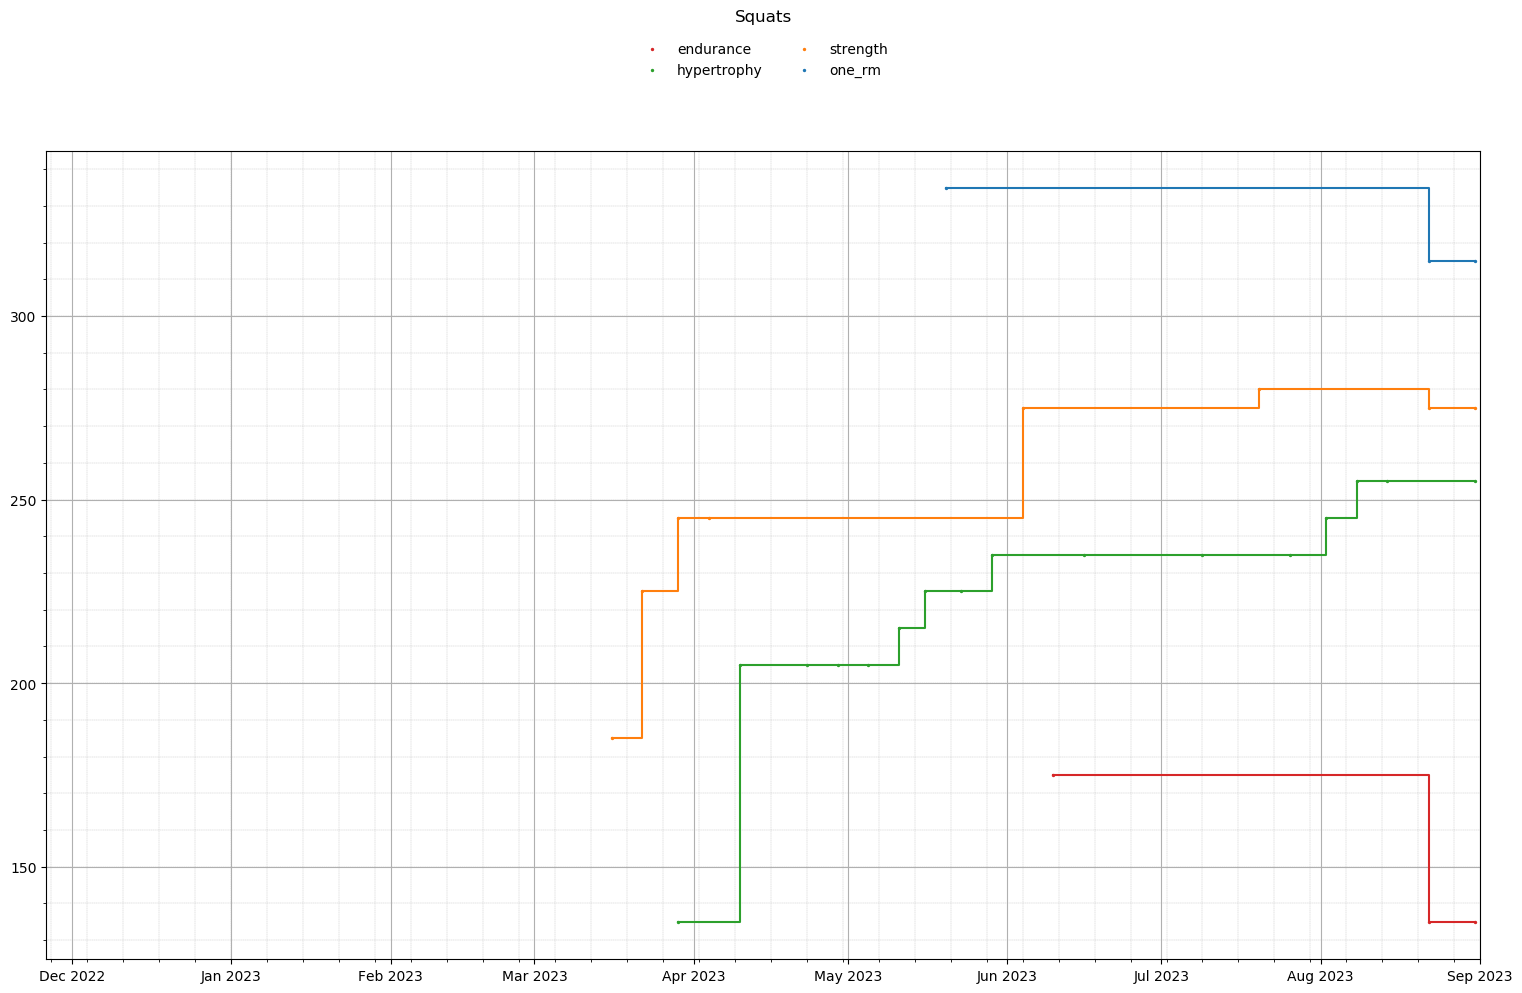 Squats
endurance strength
hypertrophy one_rm
300
250
200
150
Dec 2022 Jan 2023 Feb 2023 Mar 2023 Apr 2023 May 2023 Jun 2023 Jul 2023 Aug 2023 Sep 2023